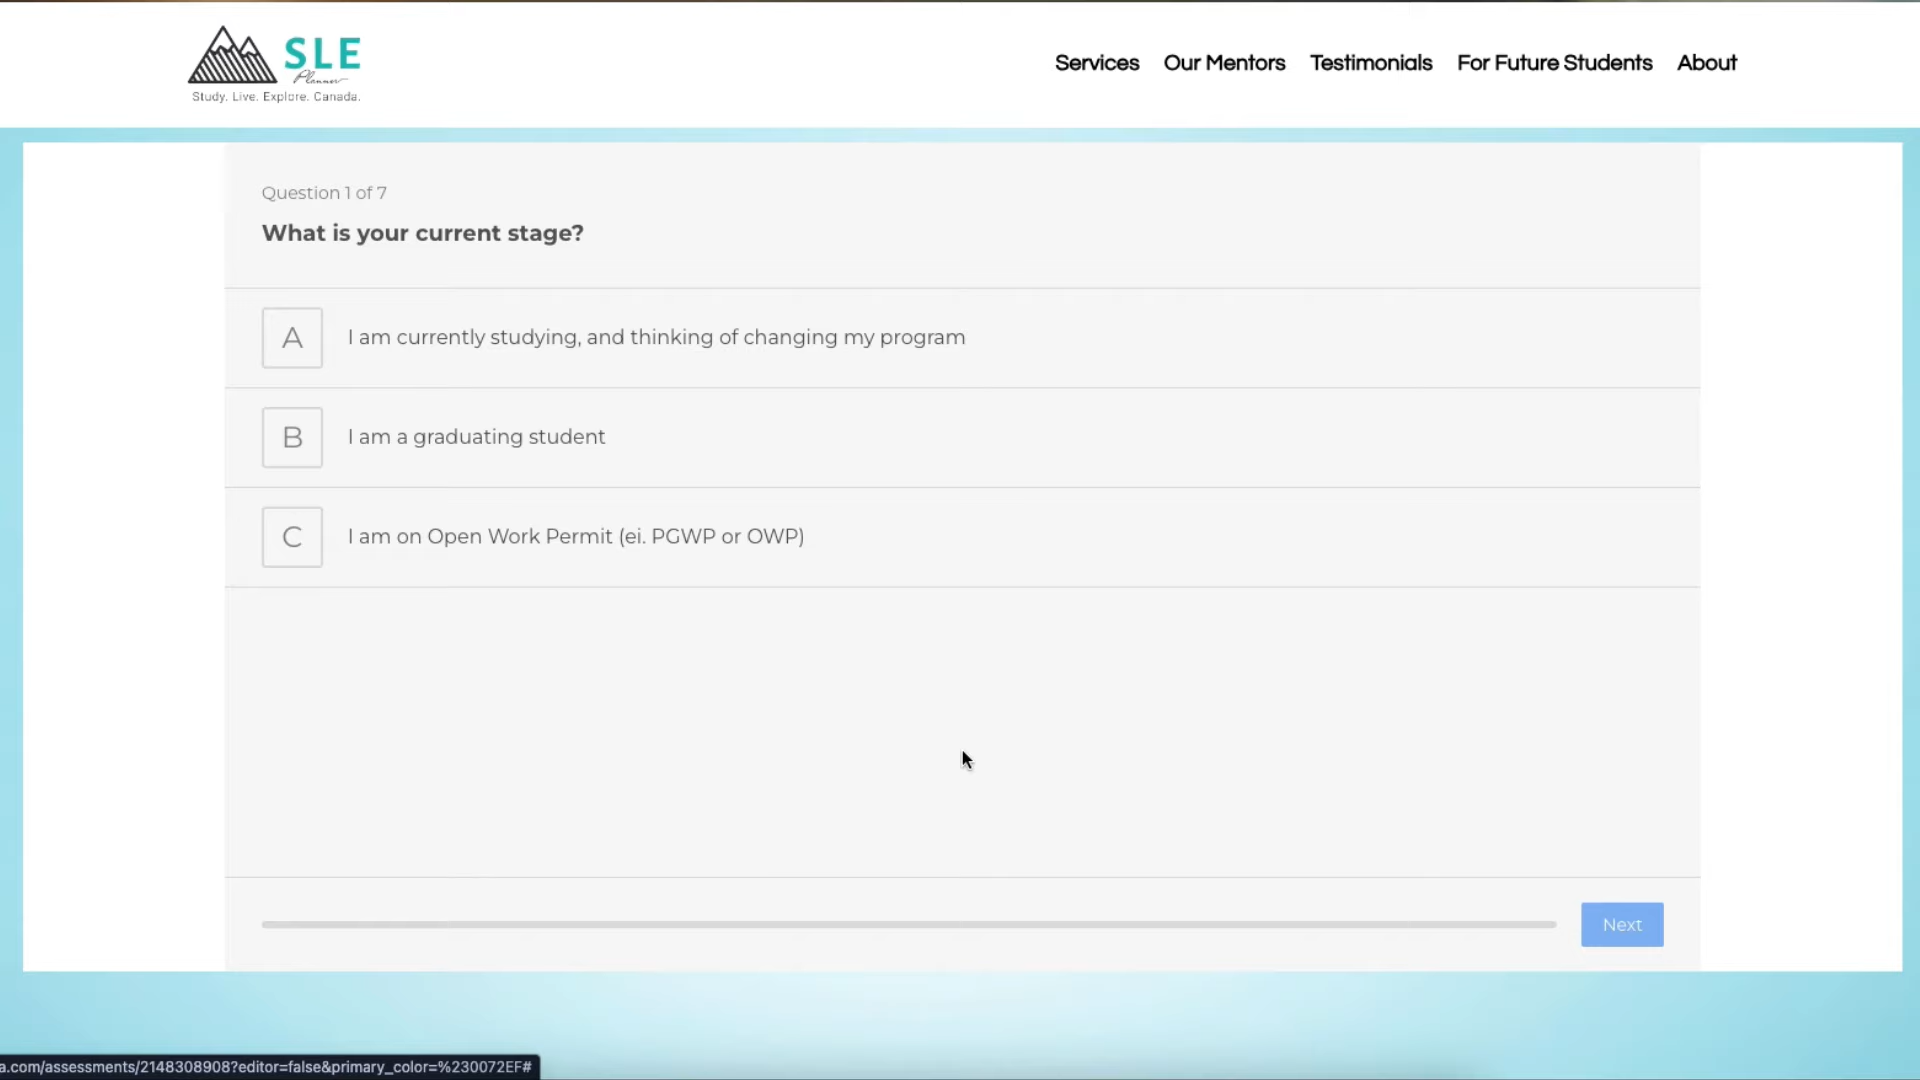 SLE
Planner
Study. Live. Explore. Canada.
Services
Our Mentors
Testimonials
For Future Students
About
Question 1 of 7
What is your current stage?
A
I am currently studying, and thinking of changing my program
B
I am a graduating student
C
I am on Open Work Permit (ei. PGWP or OWP)
Next
a.com/assessments/2148308908?editor=false&primary_color=%230072EF#